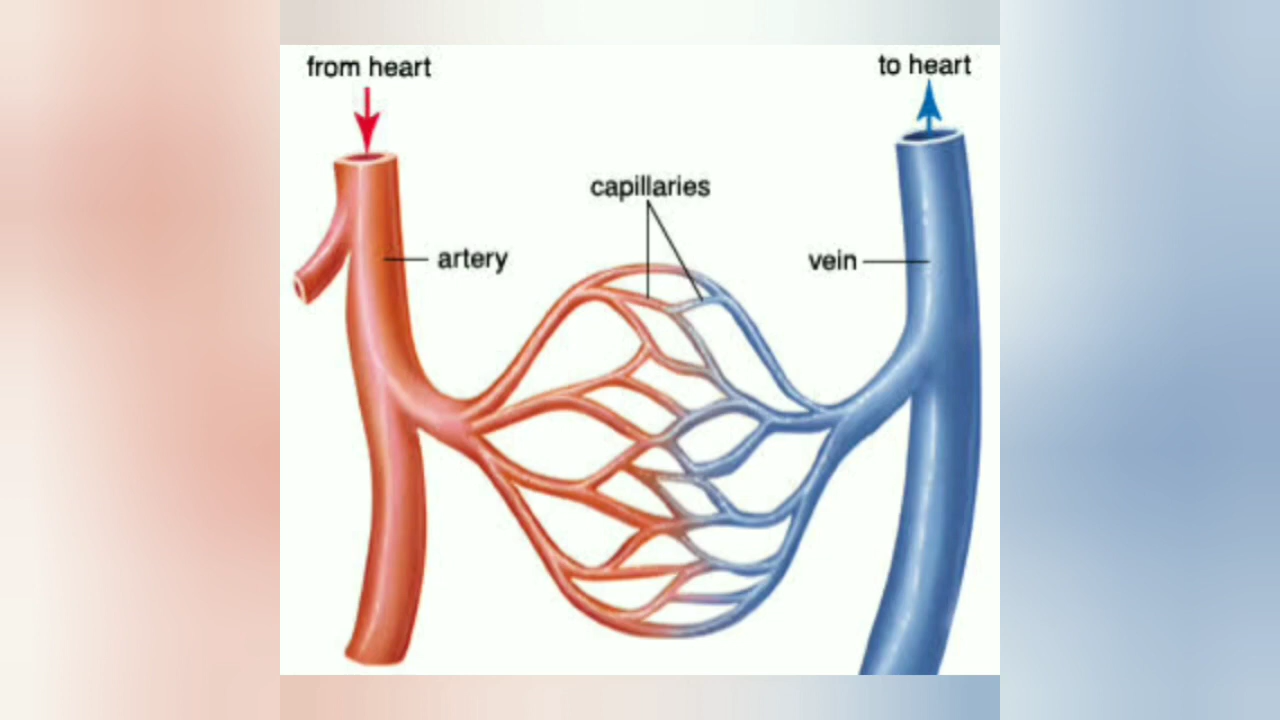 from heart
to heart
capillaries
artery
vein